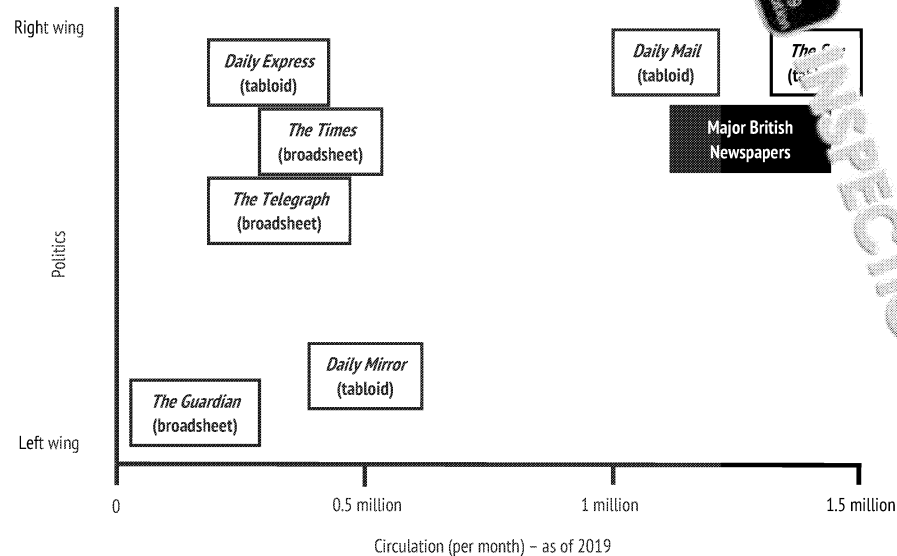 Right wing
Daily Express
(tabloid)
Daily Mail
(tabloid)
The
The Times
(broadsheet)
Major British
Newspapers
The Telegraph
(broadsheet)
Politics
Daily Mirror
(tabloid)
The Guardian
(broadsheet)
Left wing
0
0.5 million
1 million
1.5 million
Circulation (per month) – as of 2019